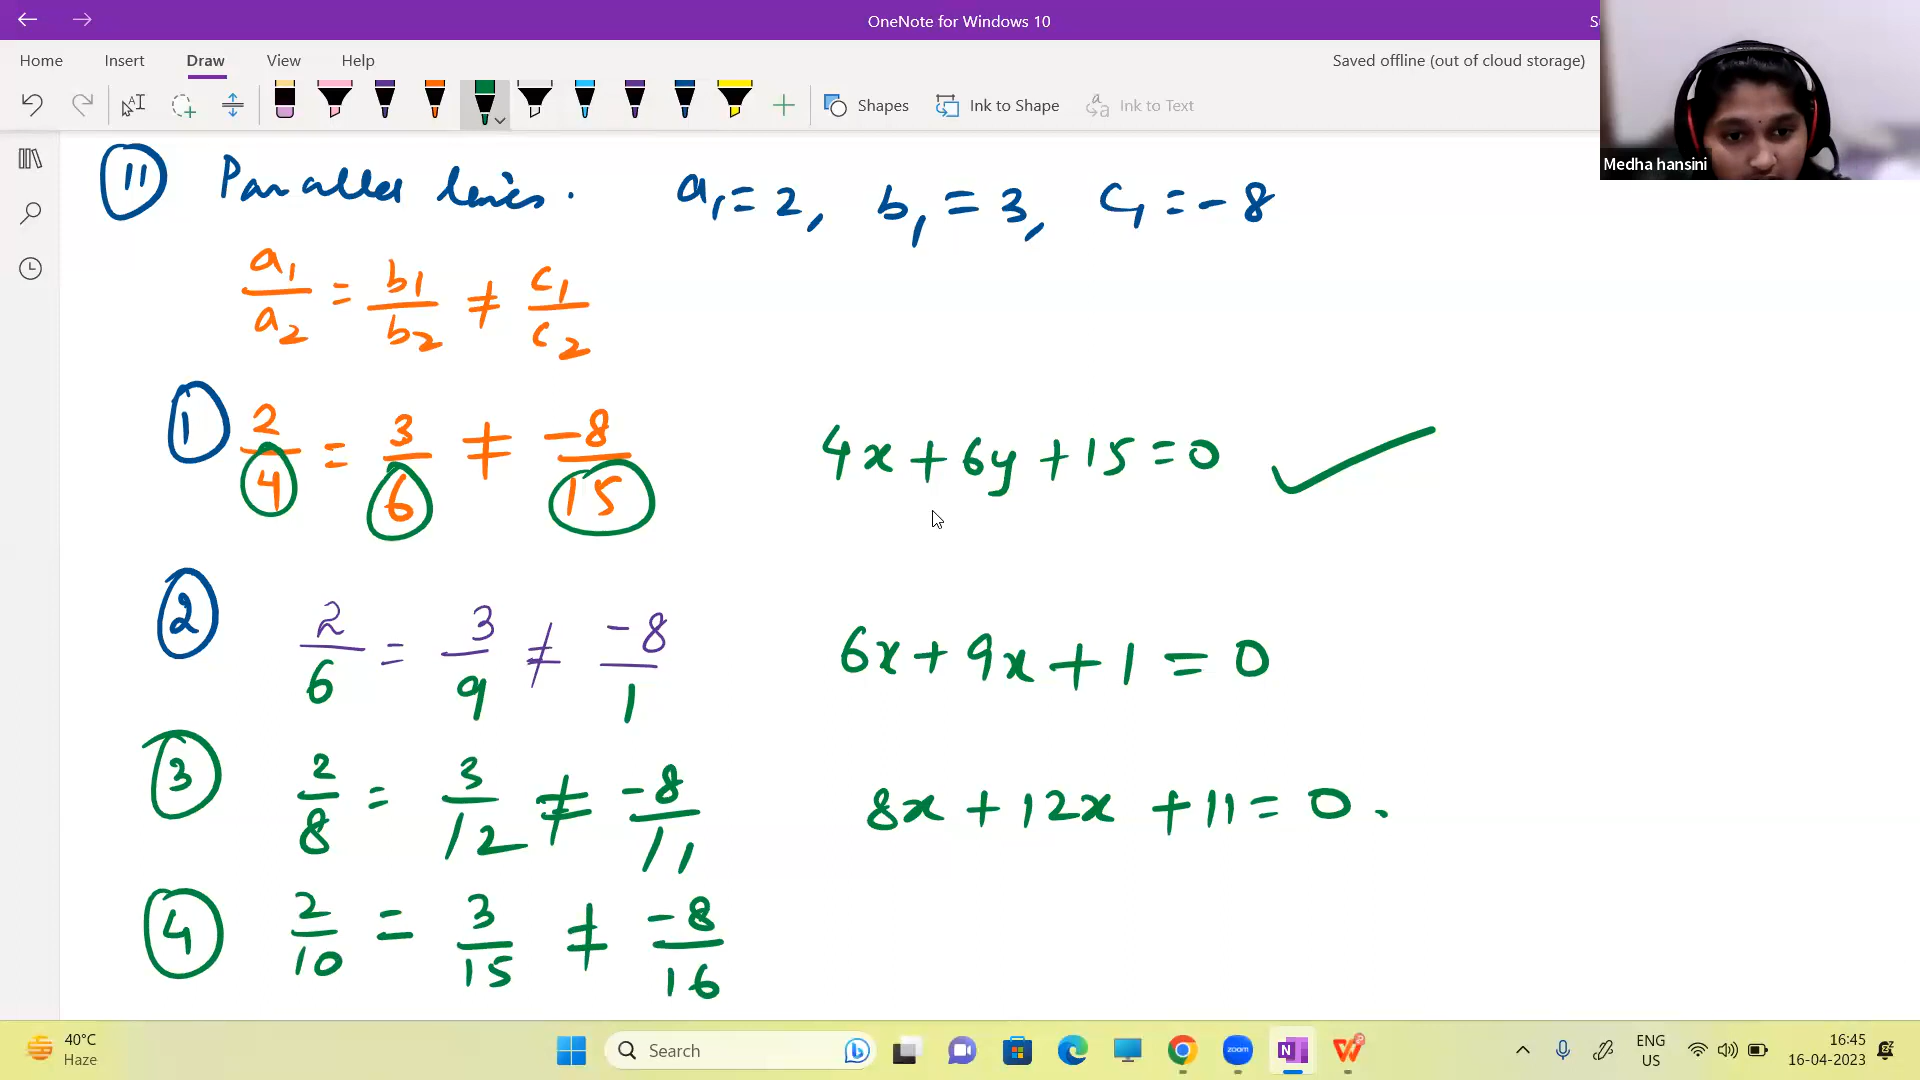 OneNote for Windows 10
Home Insert Draw View Help
Saved offline (out of cloud storage)
Shapes Ink to Shape Ink to Text
Medha hansini
11 Parallel lines. a₁ = 2, b₁ = 3, c₁ = -8
a₁/a₂ = b₁/b₂ ≠ c₁/c₂
1 2/4 = 3/6 ≠ -8/15 4x + 6y + 15 = 0 ✓
2 2/6 = 3/9 ≠ -8/1 6x + 9x + 1 = 0
3 2/8 = 3/12 ≠ -8/11 8x + 12x + 11 = 0.
4 2/10 = 3/15 ≠ -8/16
40°C
Haze
Search
zoom
ENG
US
16:45
16-04-2023